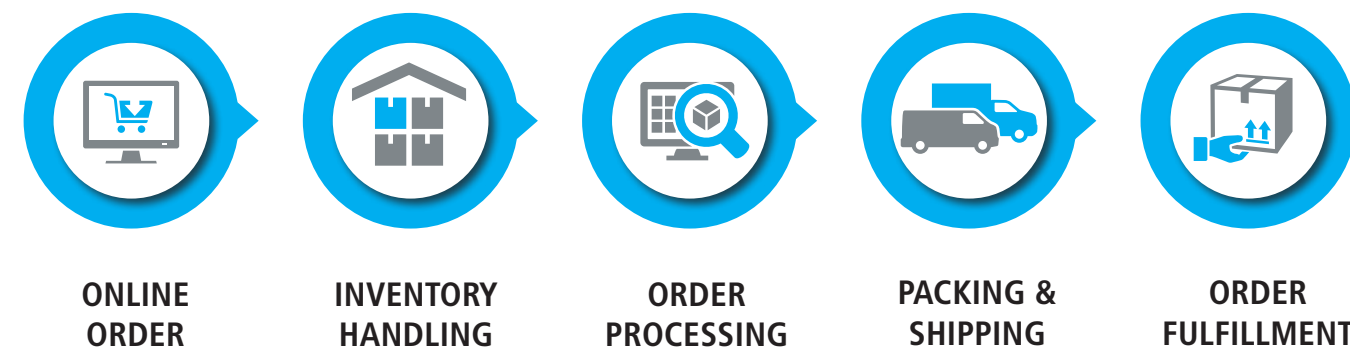 ONLINE
ORDER
INVENTORY
HANDLING
ORDER
PROCESSING
PACKING &
SHIPPING
ORDER
FULFILLMENT